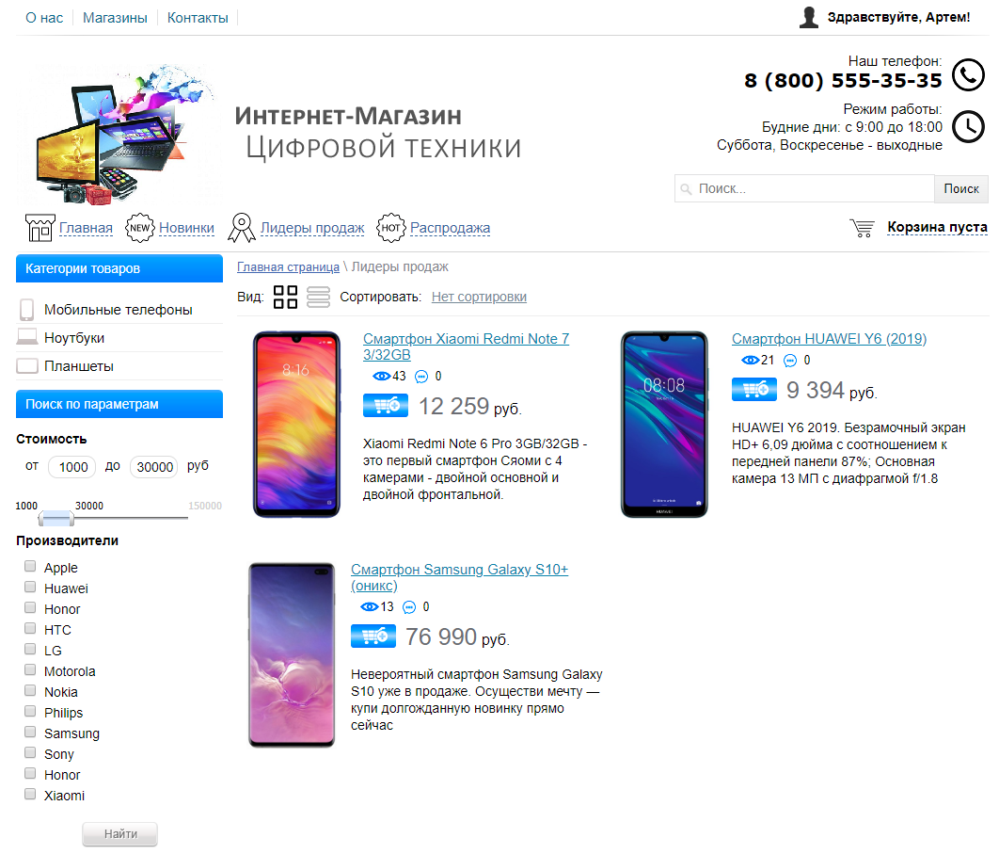 О нас
Магазины
Контакты
Здравствуйте, Артем!
Наш телефон:
8 (800) 555-35-35
Режим работы:
Будние дни: с 9:00 до 18:00
Суббота, Воскресенье - выходные
Интернет-Магазин
Цифровой техники
Поиск...
Поиск
Главная
NEW
Новинки
Лидеры продаж
HOT
Распродажа
Корзина пуста
Категории товаров
Мобильные телефоны
Ноутбуки
Планшеты
Поиск по параметрам
Стоимость
от 1000 до 30000 руб
1000 30000 150000
Производители
Apple
Huawei
Honor
HTC
LG
Motorola
Nokia
Philips
Samsung
Sony
Honor
Xiaomi
Найти
Главная страница \ Лидеры продаж
Вид:
Сортировать: Нет сортировки
8:16
Смартфон Xiaomi Redmi Note 7
3/32GB
43 0
12 259 руб.
Xiaomi Redmi Note 6 Pro 3GB/32GB -
это первый смартфон Сяоми с 4
камерами - двойной основной и
двойной фронтальной.
08:08
HUAWEI
Смартфон HUAWEI Y6 (2019)
21 0
9 394 руб.
HUAWEI Y6 2019. Безрамочный экран
HD+ 6,09 дюйма с соотношением к
передней панели 87%; Основная
камера 13 МП с диафрагмой f/1.8
Смартфон Samsung Galaxy S10+
(оникс)
13 0
76 990 руб.
Невероятный смартфон Samsung Galaxy
S10 уже в продаже. Осуществи мечту —
купи долгожданную новинку прямо
сейчас